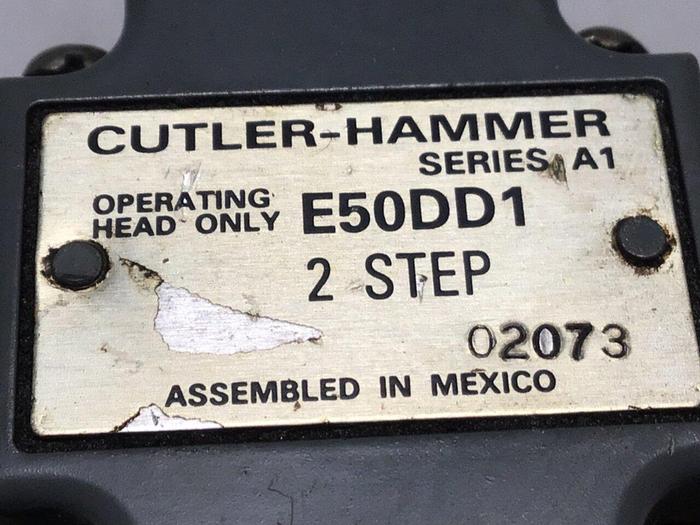 CUTLER-HAMMER
SERIES A1
OPERATING
HEAD ONLY E50DD1
2 STEP
02073
ASSEMBLED IN MEXICO